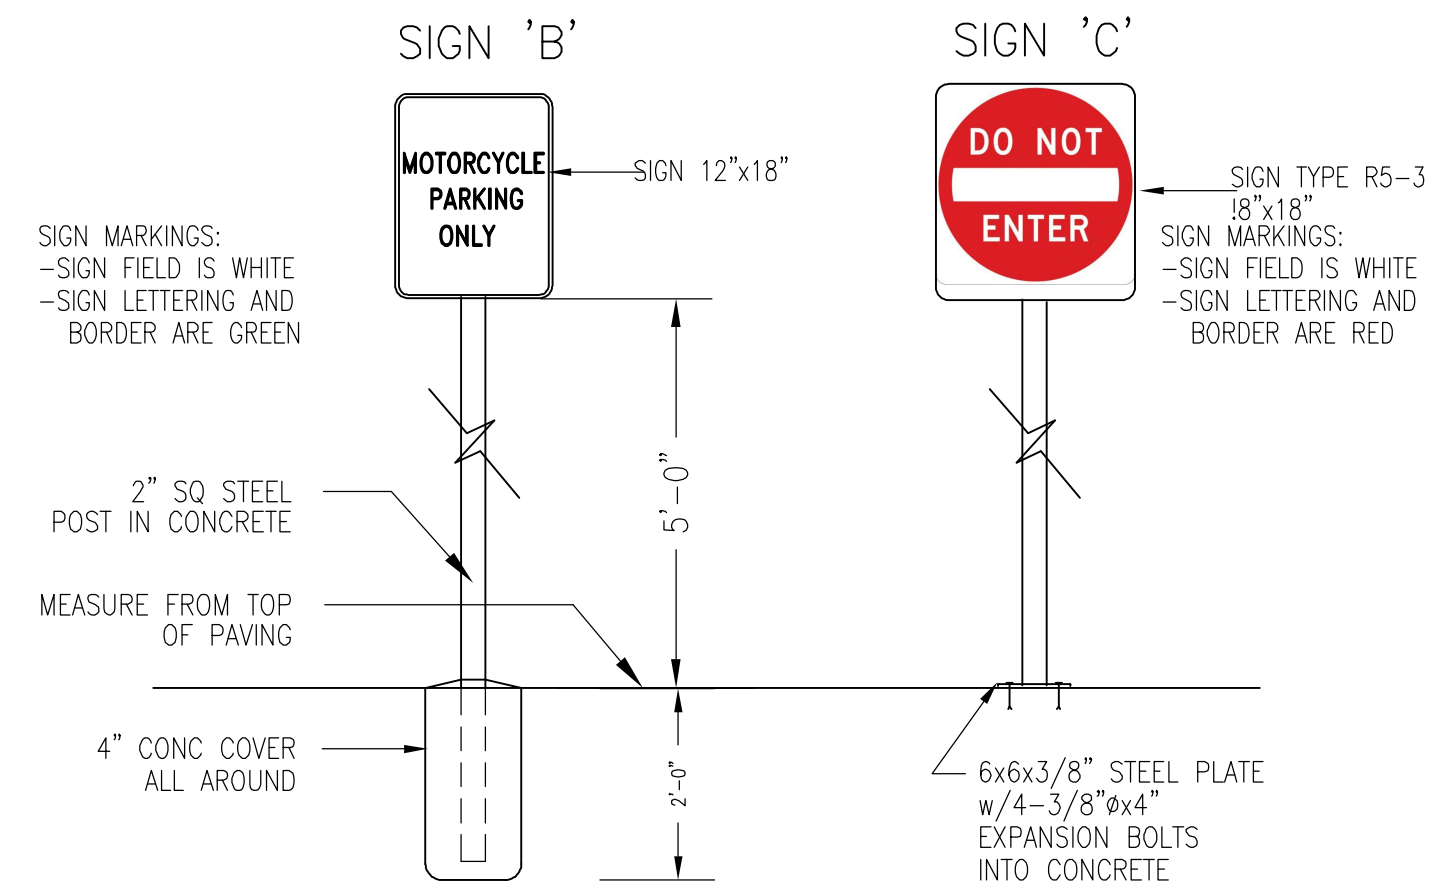 SIGN 'B'
MOTORCYCLE
PARKING
ONLY
SIGN 12"x18"
SIGN MARKINGS:
-SIGN FIELD IS WHITE
-SIGN LETTERING AND
BORDER ARE GREEN
2" SQ STEEL
POST IN CONCRETE
MEASURE FROM TOP
OF PAVING
4" CONC COVER
ALL AROUND
5'-0"
2'-0"
SIGN 'C'
DO NOT
ENTER
SIGN TYPE R5-3
!8"x18"
SIGN MARKINGS:
-SIGN FIELD IS WHITE
-SIGN LETTERING AND
BORDER ARE RED
6x6x3/8" STEEL PLATE
w/4-3/8"øx4"
EXPANSION BOLTS
INTO CONCRETE